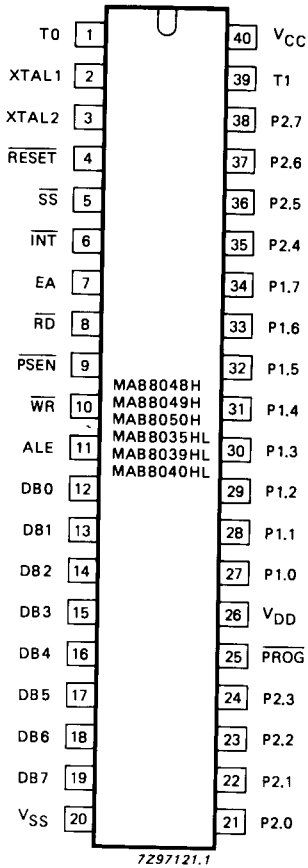 T0 1 40 VCC
XTAL1 2 39 T1
XTAL2 3 38 P2.7
RESET 4 37 P2.6
SS 5 36 P2.5
INT 6 35 P2.4
EA 7 34 P1.7
RD 8 33 P1.6
PSEN 9 32 P1.5
MAB8048H
MAB8049H
MAB8050H
MAB8035HL
MAB8039HL
MAB8040HL
WR 10 31 P1.4
ALE 11 30 P1.3
DB0 12 29 P1.2
DB1 13 28 P1.1
DB2 14 27 P1.0
DB3 15 26 VDD
DB4 16 25 PROG
DB5 17 24 P2.3
DB6 18 23 P2.2
DB7 19 22 P2.1
VSS 20 21 P2.0
7Z97121.1